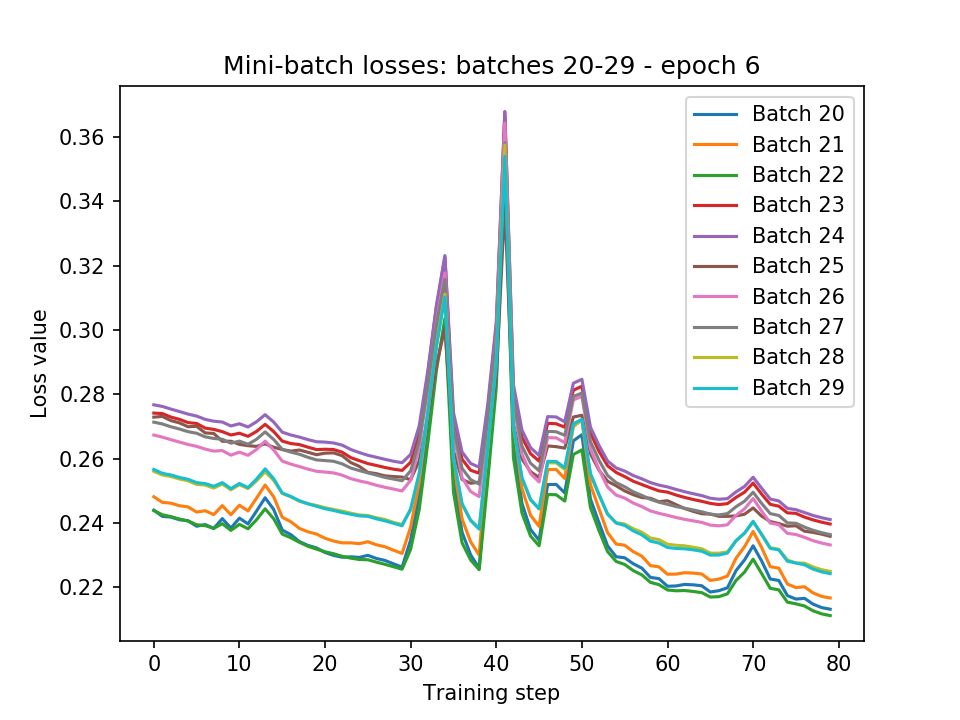 Mini-batch losses: batches 20-29 - epoch 6
Loss value
0.36
0.34
0.32
0.30
0.28
0.26
0.24
0.22
Batch 20
Batch 21
Batch 22
Batch 23
Batch 24
Batch 25
Batch 26
Batch 27
Batch 28
Batch 29
0 10 20 30 40 50 60 70 80
Training step